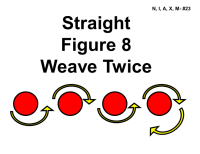 N, I, A, X, M- #23
Straight
Figure 8
Weave Twice